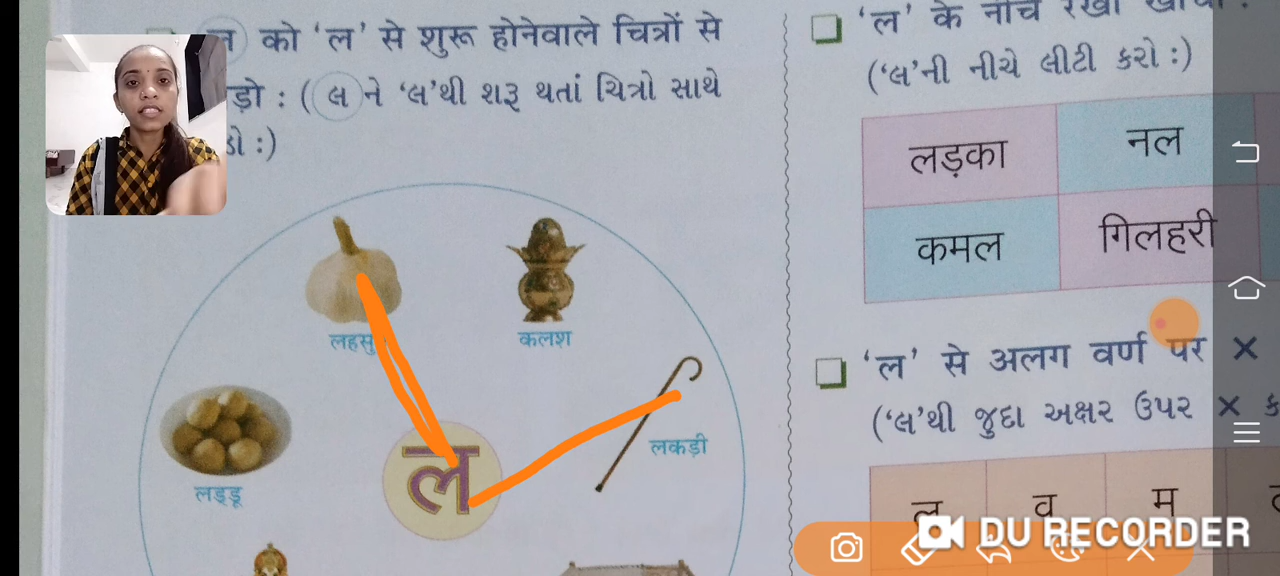 को 'ल' से शुरू होनेवाले चित्रों से
ड़ो : (લ ને 'લ'થી શરૂ થતાં ચિત્રો સાથે
ડો :)
लहसु
कलश
लकड़ी
लड्डू
ल
'ल' के नीचे रेखा
('લ'ની નીચે લીટી કરો :)
लड़का नल
कमल गिलहरी
'ल' से अलग वर्ण पर ×
('લ'થી જુદા અક્ષર ઉપર × ક
ल व म
DU RECORDER